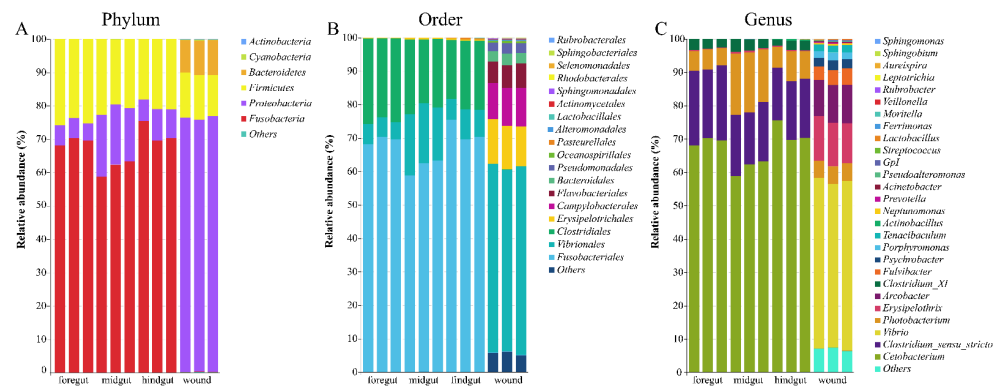 A
Phylum
Relative abundance (%)
100
90
80
70
60
50
40
30
20
10
0
foregut
midgut
hindgut
wound
Actinobacteria
Cyanobacteria
Bacteroidetes
Firmicutes
Proteobacteria
Fusobacteria
Others
B
Order
Relative abundance (%)
100
90
80
70
60
50
40
30
20
10
0
foregut
midgut
lindgut
wound
Rubrobacterales
Sphingobacteriales
Selenomonadales
Rhodobacterales
Sphingomonadales
Actinomycetales
Lactobacillales
Alteromonadales
Pasteurellales
Oceanospirillales
Pseudomonadales
Bacteroidales
Flavobacteriales
Campylobacterales
Erysipelotrichales
Clostridiales
Vibrionales
Fusobacteriales
Others
C
Genus
Relative abundance (%)
100
90
80
70
60
50
40
30
20
10
0
foregut
midgut
hindgut
wound
Sphingomonas
Sphingobium
Aureispira
Leptotrichia
Rubrobacter
Veillonella
Moritella
Ferrimonas
Lactobacillus
Streptococcus
GpI
Pseudoalteromonas
Acinetobacter
Prevotella
Neptunomonas
Actinobacillus
Tenacibaculum
Porphyromonas
Psychrobacter
Fulvibacter
Clostridium_XI
Arcobacter
Erysipelothrix
Photobacterium
Vibrio
Clostridium_sensu_stricto
Cetobacterium
Others